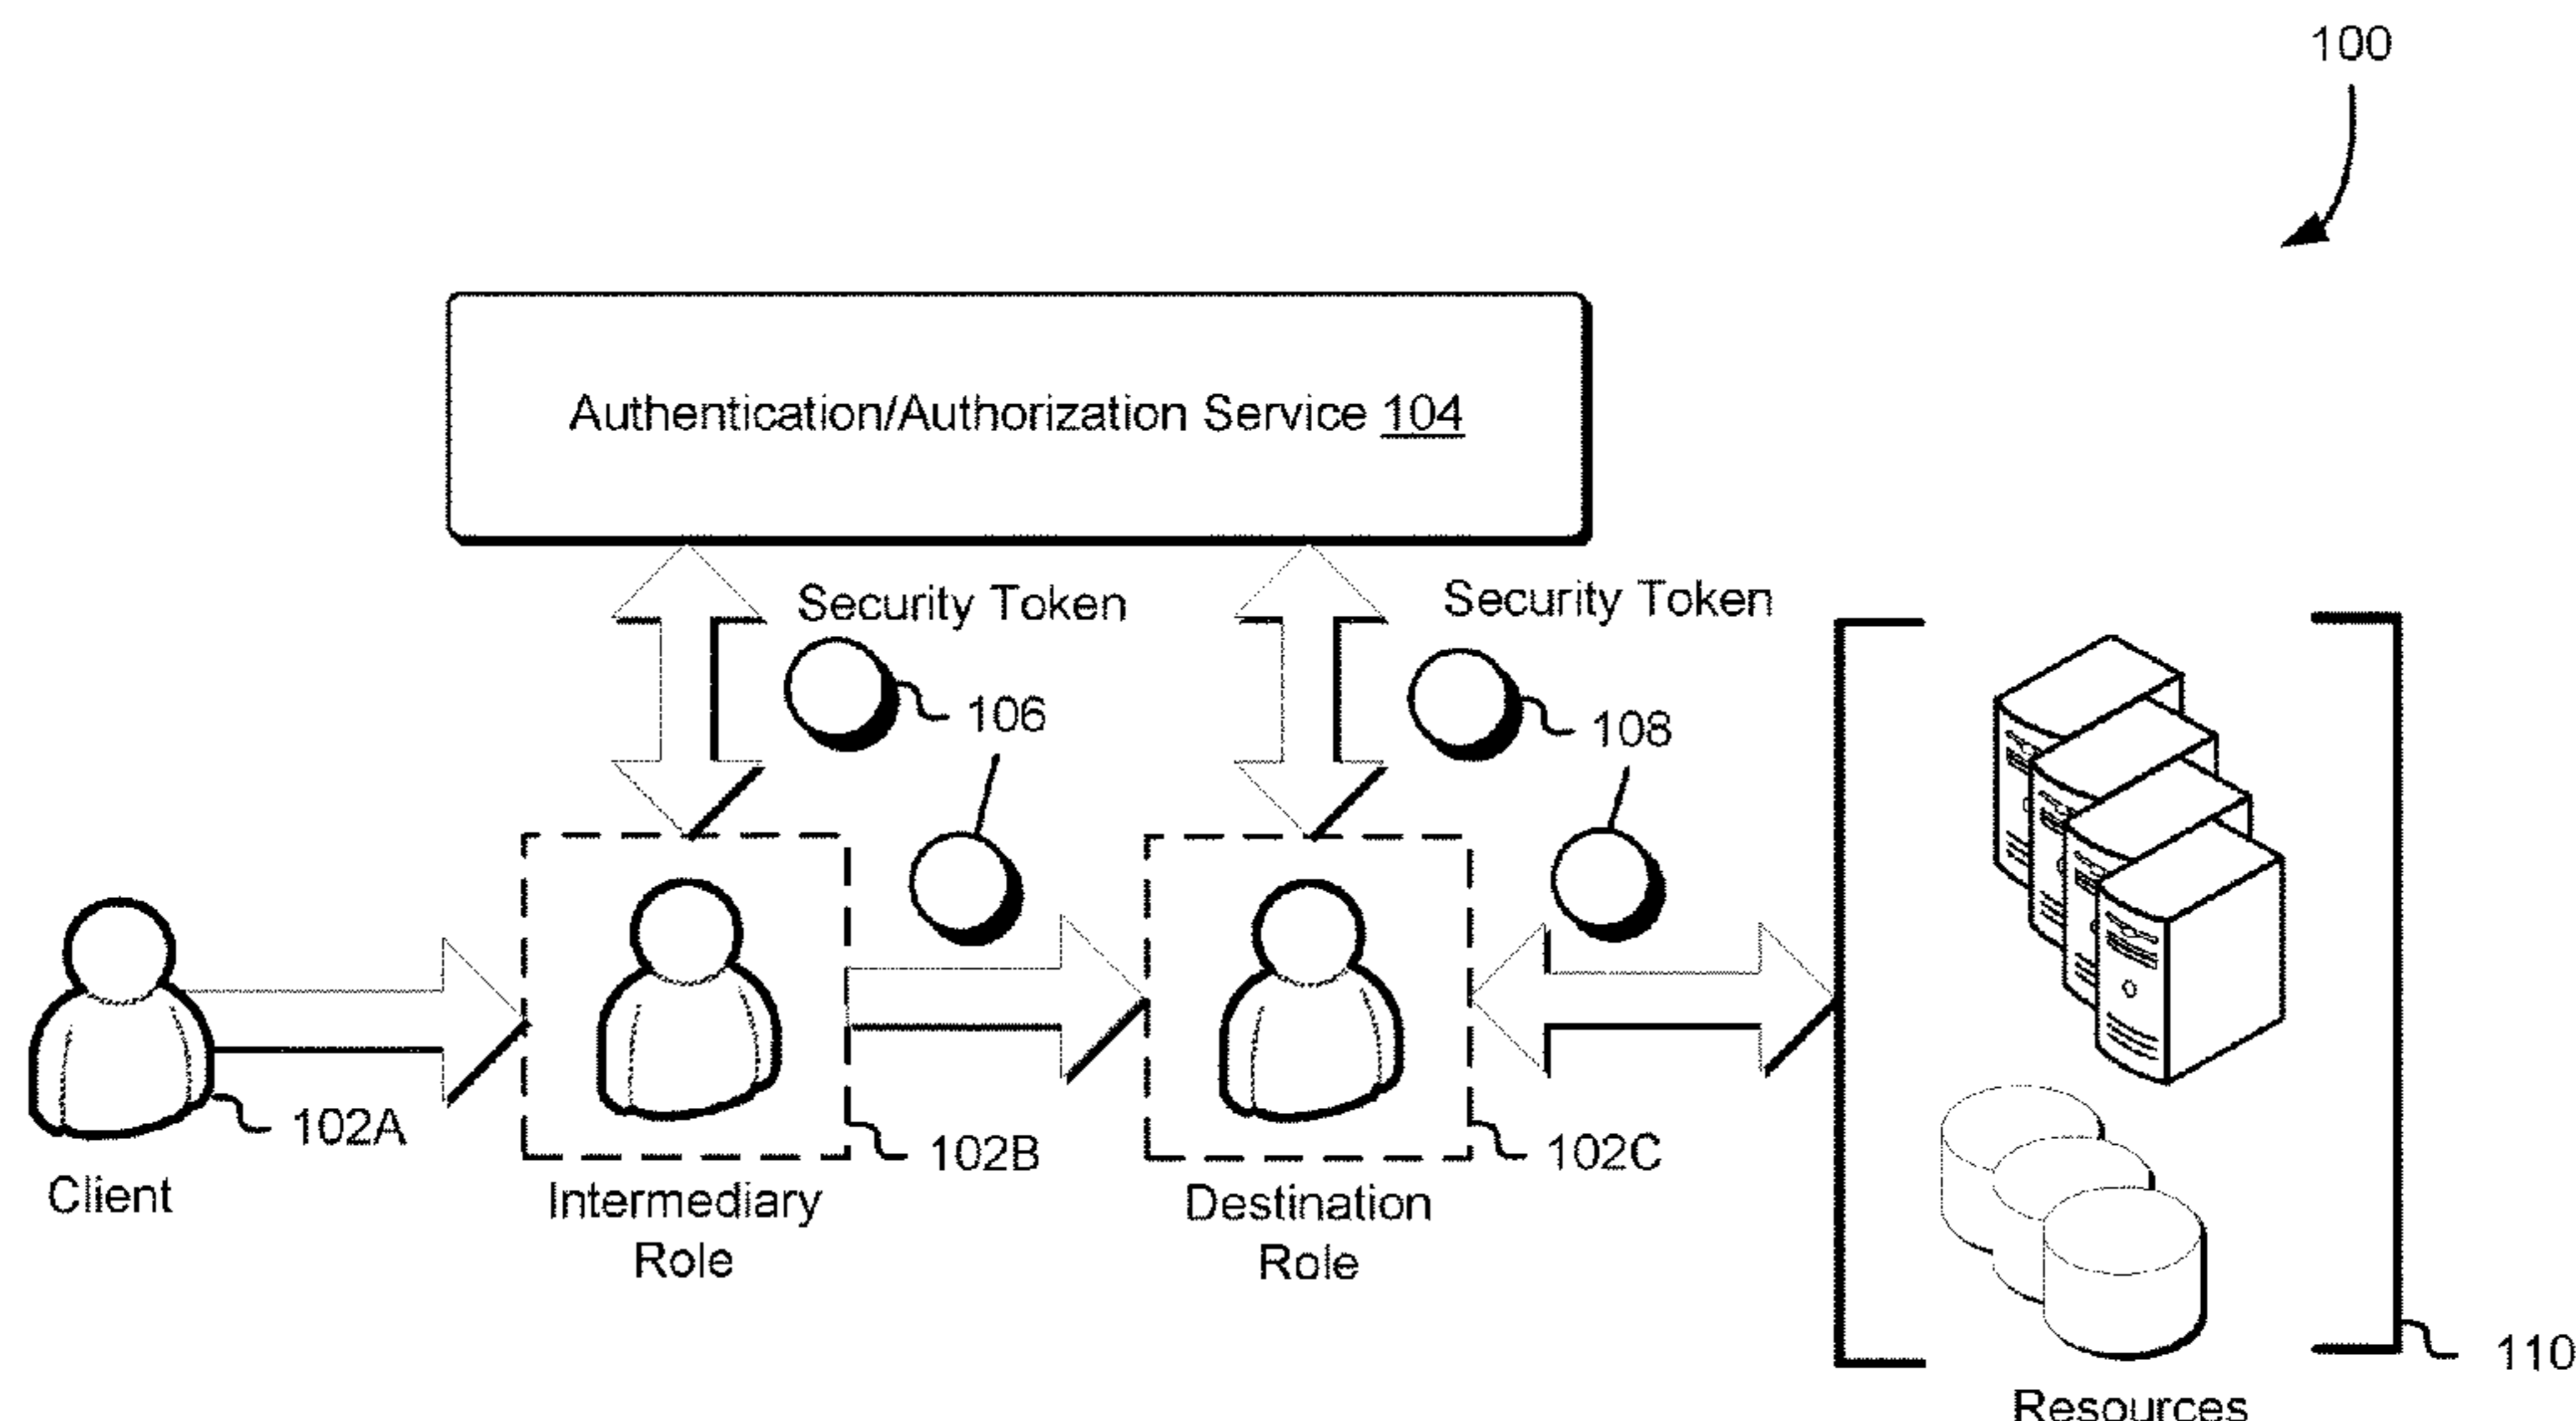 100
Authentication/Authorization Service 104
Security Token
Security Token
106
108
102A
102B
102C
Client
Intermediary
Role
Destination
Role
110
Resources